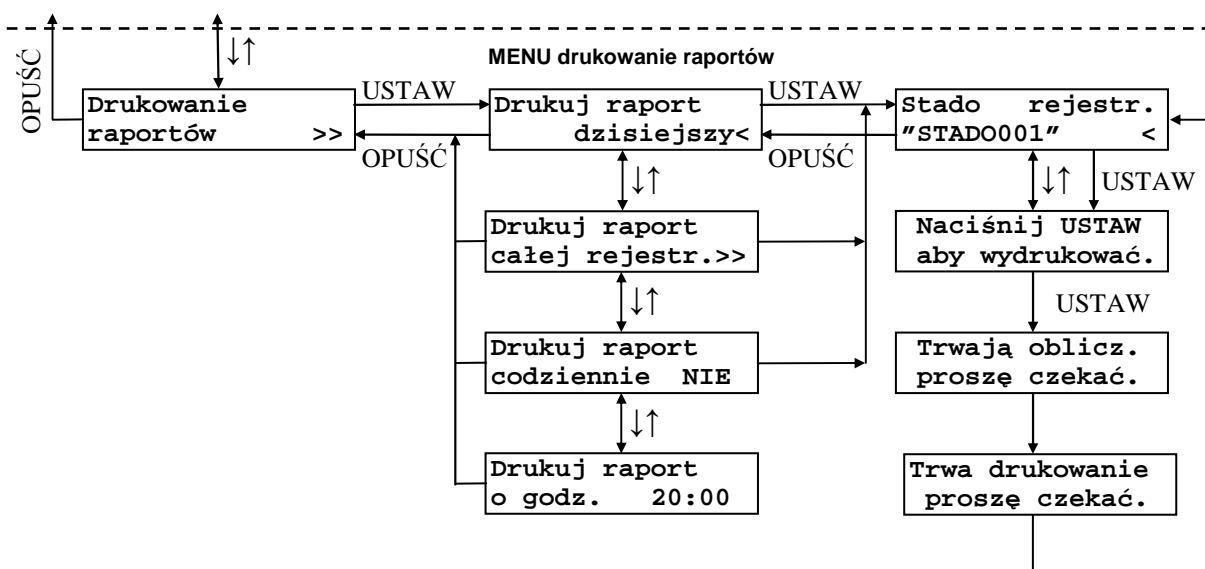 OPUŚĆ
↓↑
MENU drukowanie raportów
Drukowanie
raportów >>
USTAW
OPUŚĆ
Drukuj raport
dzisiejszy<
USTAW
OPUŚĆ
Stado rejestr.
”STADO001” <
↓↑
↓↑ USTAW
Drukuj raport
całej rejestr.>>
Naciśnij USTAW
aby wydrukować.
↓↑
USTAW
Drukuj raport
codziennie NIE
Trwają oblicz.
proszę czekać.
↓↑
Drukuj raport
o godz. 20:00
Trwa drukowanie
proszę czekać.